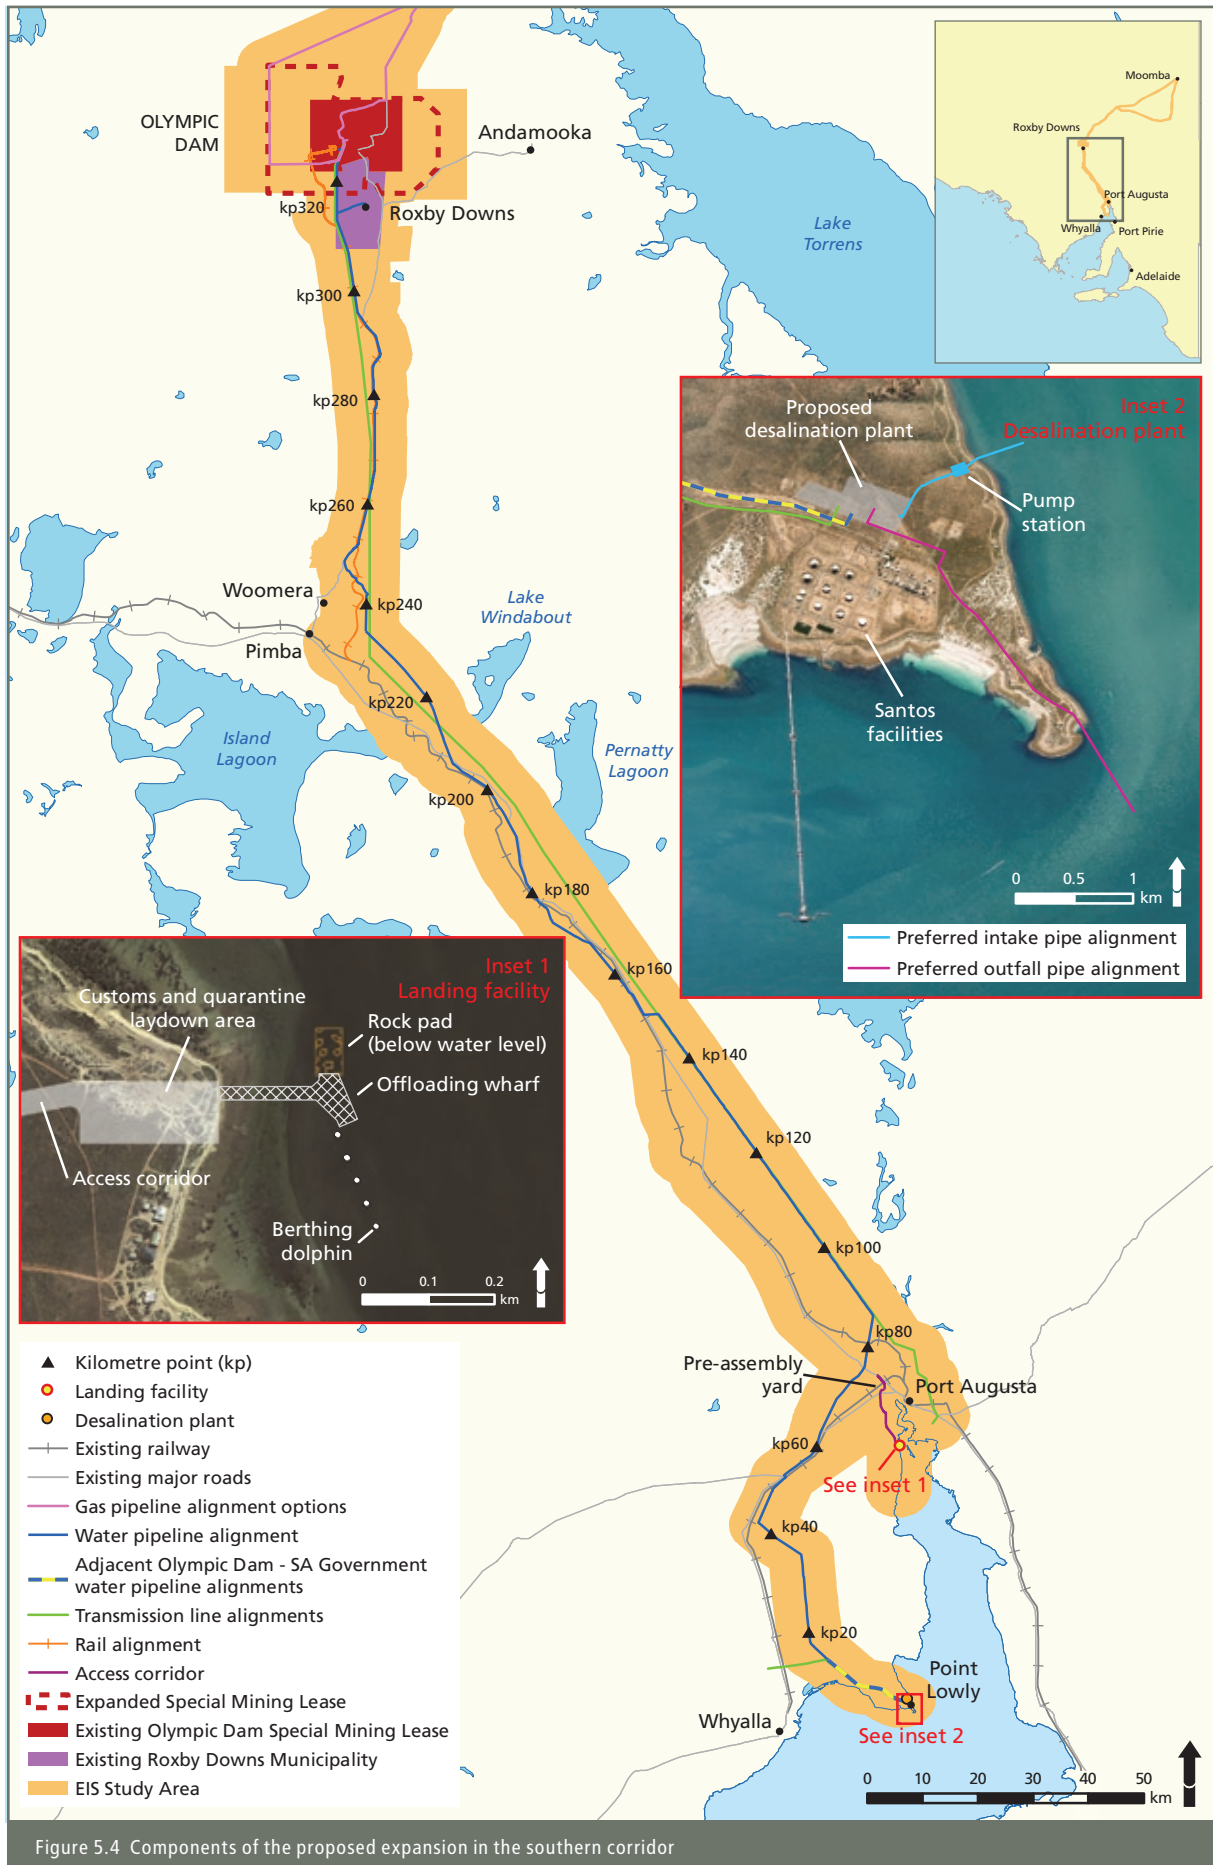 OLYMPIC
DAM
Andamooka
kp320
Roxby Downs
kp300
kp280
kp260
Woomera
kp240
Pimba
kp220
kp200
kp180
kp160
kp140
kp120
kp100
kp80
kp60
kp40
kp20
Lake
Torrens
Lake
Windabout
Island
Lagoon
Pernatty
Lagoon
Pre-assembly
yard
Port Augusta
See inset 1
Point
Lowly
Whyalla
See inset 2
0 10 20 30 40 50
km
Moomba
Roxby Downs
Port Augusta
Whyalla
Port Pirie
Adelaide
Inset 2
Desalination plant
Proposed
desalination plant
Pump
station
Santos
facilities
0 0.5 1
km
Preferred intake pipe alignment
Preferred outfall pipe alignment
Inset 1
Landing facility
Customs and quarantine
laydown area
Rock pad
(below water level)
Offloading wharf
Access corridor
Berthing
dolphin
0 0.1 0.2
km
Kilometre point (kp)
Landing facility
Desalination plant
Existing railway
Existing major roads
Gas pipeline alignment options
Water pipeline alignment
Adjacent Olympic Dam - SA Government
water pipeline alignments
Transmission line alignments
Rail alignment
Access corridor
Expanded Special Mining Lease
Existing Olympic Dam Special Mining Lease
Existing Roxby Downs Municipality
EIS Study Area
Figure 5.4 Components of the proposed expansion in the southern corridor